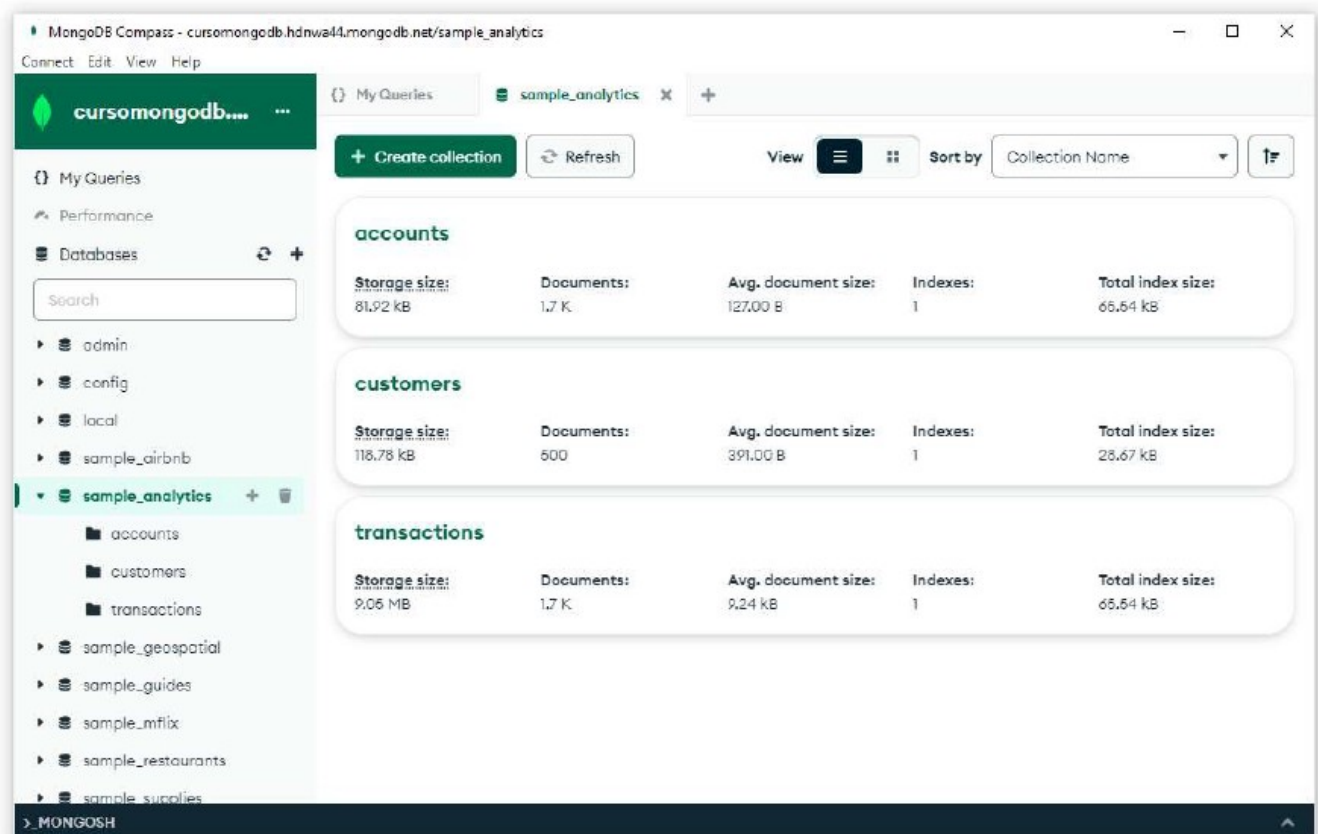 MongoDB Compass - cursomongodb.hdnwa44.mongodb.net/sample_analytics
Connect Edit View Help
cursomongodb....
{} My Queries
sample_analytics
+ Create collection
Refresh
View
Sort by
Collection Name
{} My Queries
Performance
Databases
Search
admin
config
local
sample_airbnb
sample_analytics
accounts
customers
transactions
sample_geospatial
sample_guides
sample_mflix
sample_restaurants
sample_supplies
accounts
Storage size: Documents: Avg. document size: Indexes: Total index size:
81.92 kB 1.7 K 127.00 B 1 65.54 kB
customers
Storage size: Documents: Avg. document size: Indexes: Total index size:
118.78 kB 500 391.00 B 1 28.67 kB
transactions
Storage size: Documents: Avg. document size: Indexes: Total index size:
9.05 MB 1.7 K 9.24 kB 1 65.54 kB
>_MONGOSH